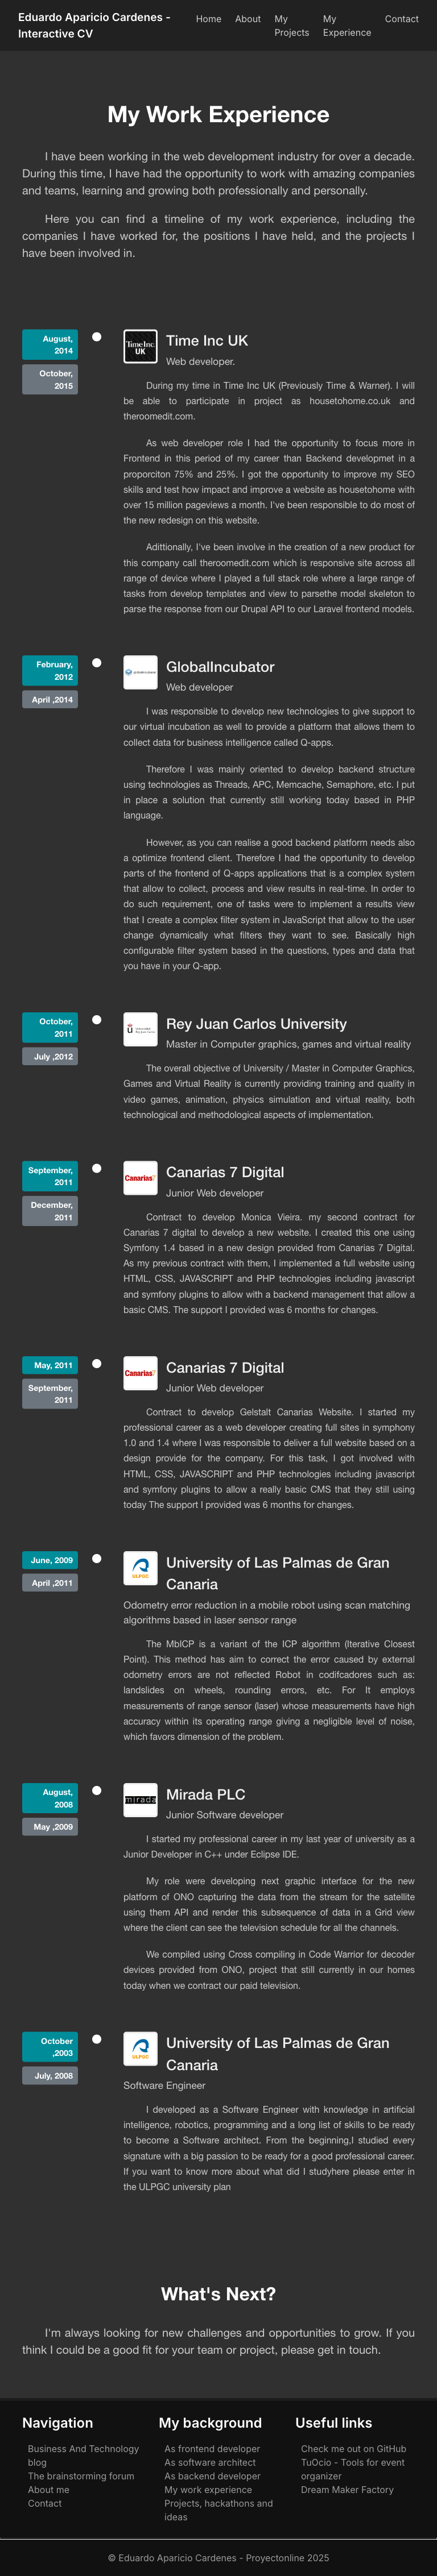 Eduardo Aparicio Cardenes -
Interactive CV
Home
About
My
Projects
My
Experience
Contact
My Work Experience
I have been working in the web development industry for over a decade.
During this time, I have had the opportunity to work with amazing companies
and teams, learning and growing both professionally and personally.
Here you can find a timeline of my work experience, including the
companies I have worked for, the positions I have held, and the projects I
have been involved in.
August,
2014
October,
2015
Time Inc.
UK
Time Inc UK
Web developer.
During my time in Time Inc UK (Previously Time & Warner). I will
be able to participate in project as housetohome.co.uk and
theroomedit.com.
As web developer role I had the opportunity to focus more in
Frontend in this period of my career than Backend developmet in a
proporciton 75% and 25%. I got the opportunity to improve my SEO
skills and test how impact and improve a website as housetohome with
over 15 million pageviews a month. I've been responsible to do most of
the new redesign on this website.
Adittionally, I've been involve in the creation of a new product for
this company call theroomedit.com which is responsive site across all
range of device where I played a full stack role where a large range of
tasks from develop templates and view to parsethe model skeleton to
parse the response from our Drupal API to our Laravel frontend models.
February,
2012
April ,2014
GlobalIncubator
Web developer
I was responsible to develop new technologies to give support to
our virtual incubation as well to provide a platform that allows them to
collect data for business intelligence called Q-apps.
Therefore I was mainly oriented to develop backend structure
using technologies as Threads, APC, Memcache, Semaphore, etc. I put
in place a solution that currently still working today based in PHP
language.
However, as you can realise a good backend platform needs also
a optimize frontend client. Therefore I had the opportunity to develop
parts of the frontend of Q-apps applications that is a complex system
that allow to collect, process and view results in real-time. In order to
do such requirement, one of tasks were to implement a results view
that I create a complex filter system in JavaScript that allow to the user
change dynamically what filters they want to see. Basically high
configurable filter system based in the questions, types and data that
you have in your Q-app.
October,
2011
July ,2012
Rey Juan Carlos University
Master in Computer graphics, games and virtual reality
The overall objective of University / Master in Computer Graphics,
Games and Virtual Reality is currently providing training and quality in
video games, animation, physics simulation and virtual reality, both
technological and methodological aspects of implementation.
September,
2011
December,
2011
Canarias7
Canarias 7 Digital
Junior Web developer
Contract to develop Monica Vieira. my second contract for
Canarias 7 digital to develop a new website. I created this one using
Symfony 1.4 based in a new design provided from Canarias 7 Digital.
As my previous contract with them, I implemented a full website using
HTML, CSS, JAVASCRIPT and PHP technologies including javascript
and symfony plugins to allow with a backend management that allow a
basic CMS. The support I provided was 6 months for changes.
May, 2011
September,
2011
Canarias7
Canarias 7 Digital
Junior Web developer
Contract to develop Gelstalt Canarias Website. I started my
professional career as a web developer creating full sites in symphony
1.0 and 1.4 where I was responsible to deliver a full website based on a
design provide for the company. For this task, I got involved with
HTML, CSS, JAVASCRIPT and PHP technologies including javascript
and symfony plugins to allow a really basic CMS that they still using
today The support I provided was 6 months for changes.
June, 2009
April ,2011
ULPGC
University of Las Palmas de Gran
Canaria
Odometry error reduction in a mobile robot using scan matching
algorithms based in laser sensor range
The MbICP is a variant of the ICP algorithm (Iterative Closest
Point). This method has aim to correct the error caused by external
odometry errors are not reflected Robot in codifcadores such as:
landslides on wheels, rounding errors, etc. For It employs
measurements of range sensor (laser) whose measurements have high
accuracy within its operating range giving a negligible level of noise,
which favors dimension of the problem.
August,
2008
May ,2009
mirada
Mirada PLC
Junior Software developer
I started my professional career in my last year of university as a
Junior Developer in C++ under Eclipse IDE.
My role were developing next graphic interface for the new
platform of ONO capturing the data from the stream for the satellite
using them API and render this subsequence of data in a Grid view
where the client can see the television schedule for all the channels.
We compiled using Cross compiling in Code Warrior for decoder
devices provided from ONO, project that still currently in our homes
today when we contract our paid television.
October
,2003
July, 2008
ULPGC
University of Las Palmas de Gran
Canaria
Software Engineer
I developed as a Software Engineer with knowledge in artificial
intelligence, robotics, programming and a long list of skills to be ready
to become a Software architect. From the beginning,I studied every
signature with a big passion to be ready for a good professional career.
If you want to know more about what did I studyhere please enter in
the ULPGC university plan
What's Next?
I'm always looking for new challenges and opportunities to grow. If you
think I could be a good fit for your team or project, please get in touch.
Navigation
Business And Technology
blog
The brainstorming forum
About me
Contact
My background
As frontend developer
As software architect
As backend developer
My work experience
Projects, hackathons and
ideas
Useful links
Check me out on GitHub
TuOcio - Tools for event
organizer
Dream Maker Factory
© Eduardo Aparicio Cardenes - Proyectonline 2025